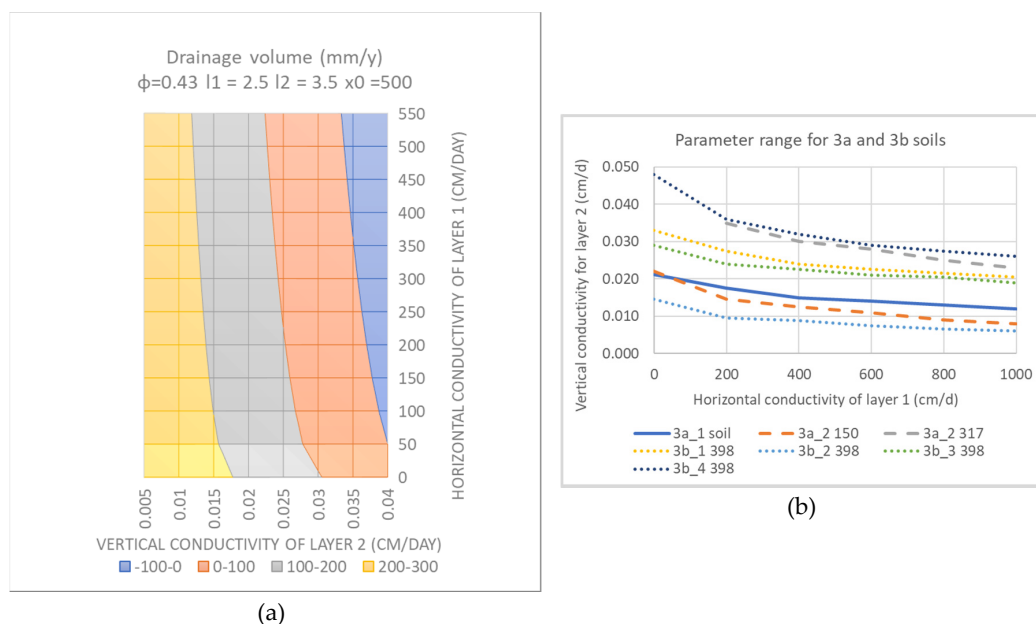 Drainage volume (mm/y)
ϕ=0.43 l1 = 2.5 l2 = 3.5 x0 =500
550
500
450
400
350
300
250
200
150
100
50
0
HORIZONTAL CONDUCTIVITY OF LAYER 1 (CM/DAY)
0.005
0.01
0.015
0.02
0.025
0.03
0.035
0.04
VERTICAL CONDUCTIVITY OF LAYER 2 (CM/DAY)
-100-0 0-100 100-200 200-300
(a)
Parameter range for 3a and 3b soils
Vertical conductivity for layer 2 (cm/d)
0.050
0.040
0.030
0.020
0.010
0.000
0 200 400 600 800 1000
Horizontal conductivity of layer 1 (cm/d)
3a_1 soil 3a_2 150 3a_2 317
3b_1 398 3b_2 398 3b_3 398
3b_4 398
(b)